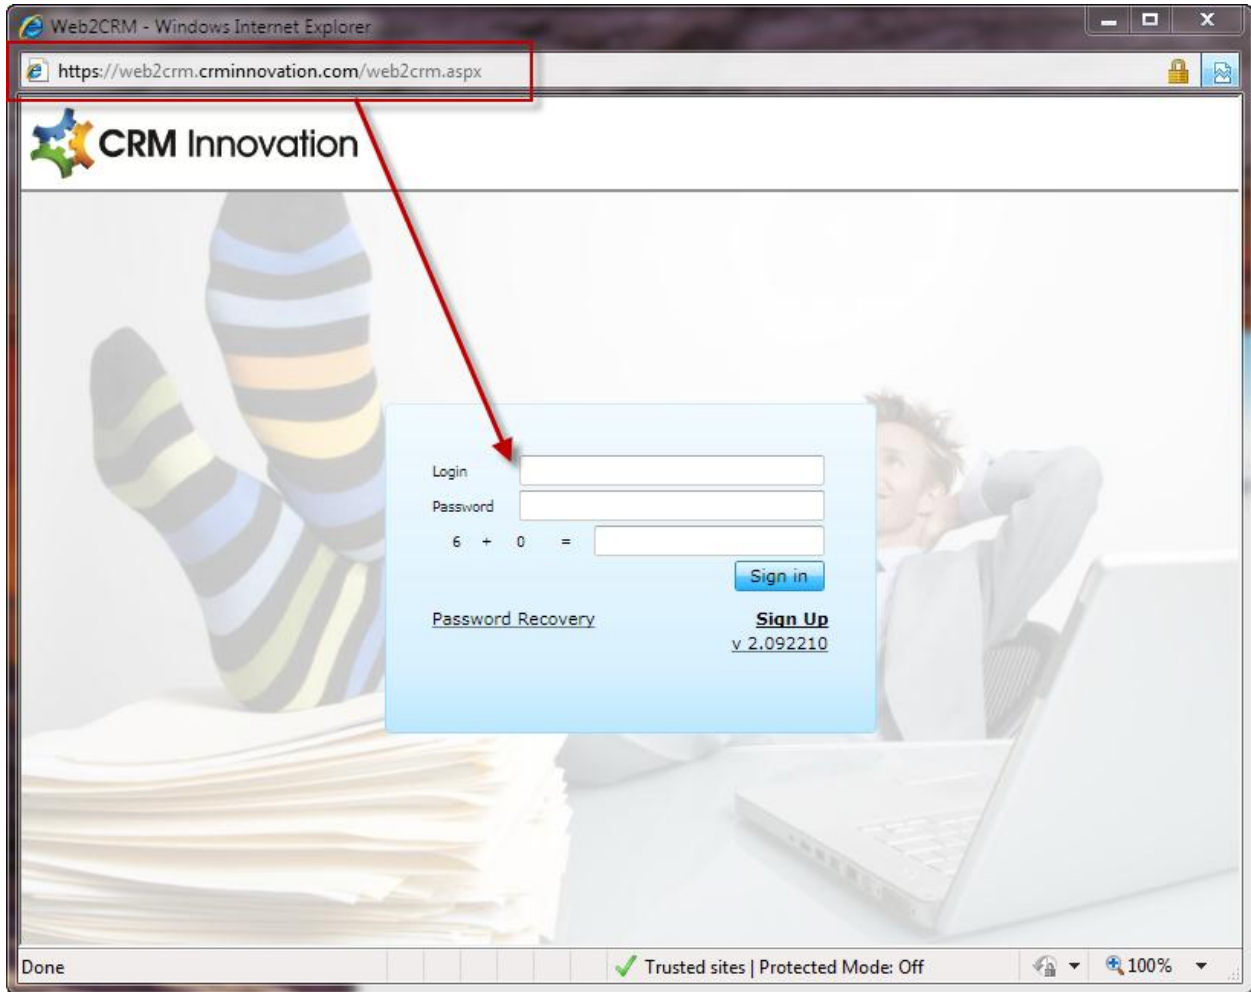 Web2CRM - Windows Internet Explorer
https://web2crm.crminnovation.com/web2crm.aspx
CRM Innovation
Login
Password
6 + 0 =
Sign in
Password Recovery Sign Up
v 2.092210
Done Trusted sites | Protected Mode: Off 100%